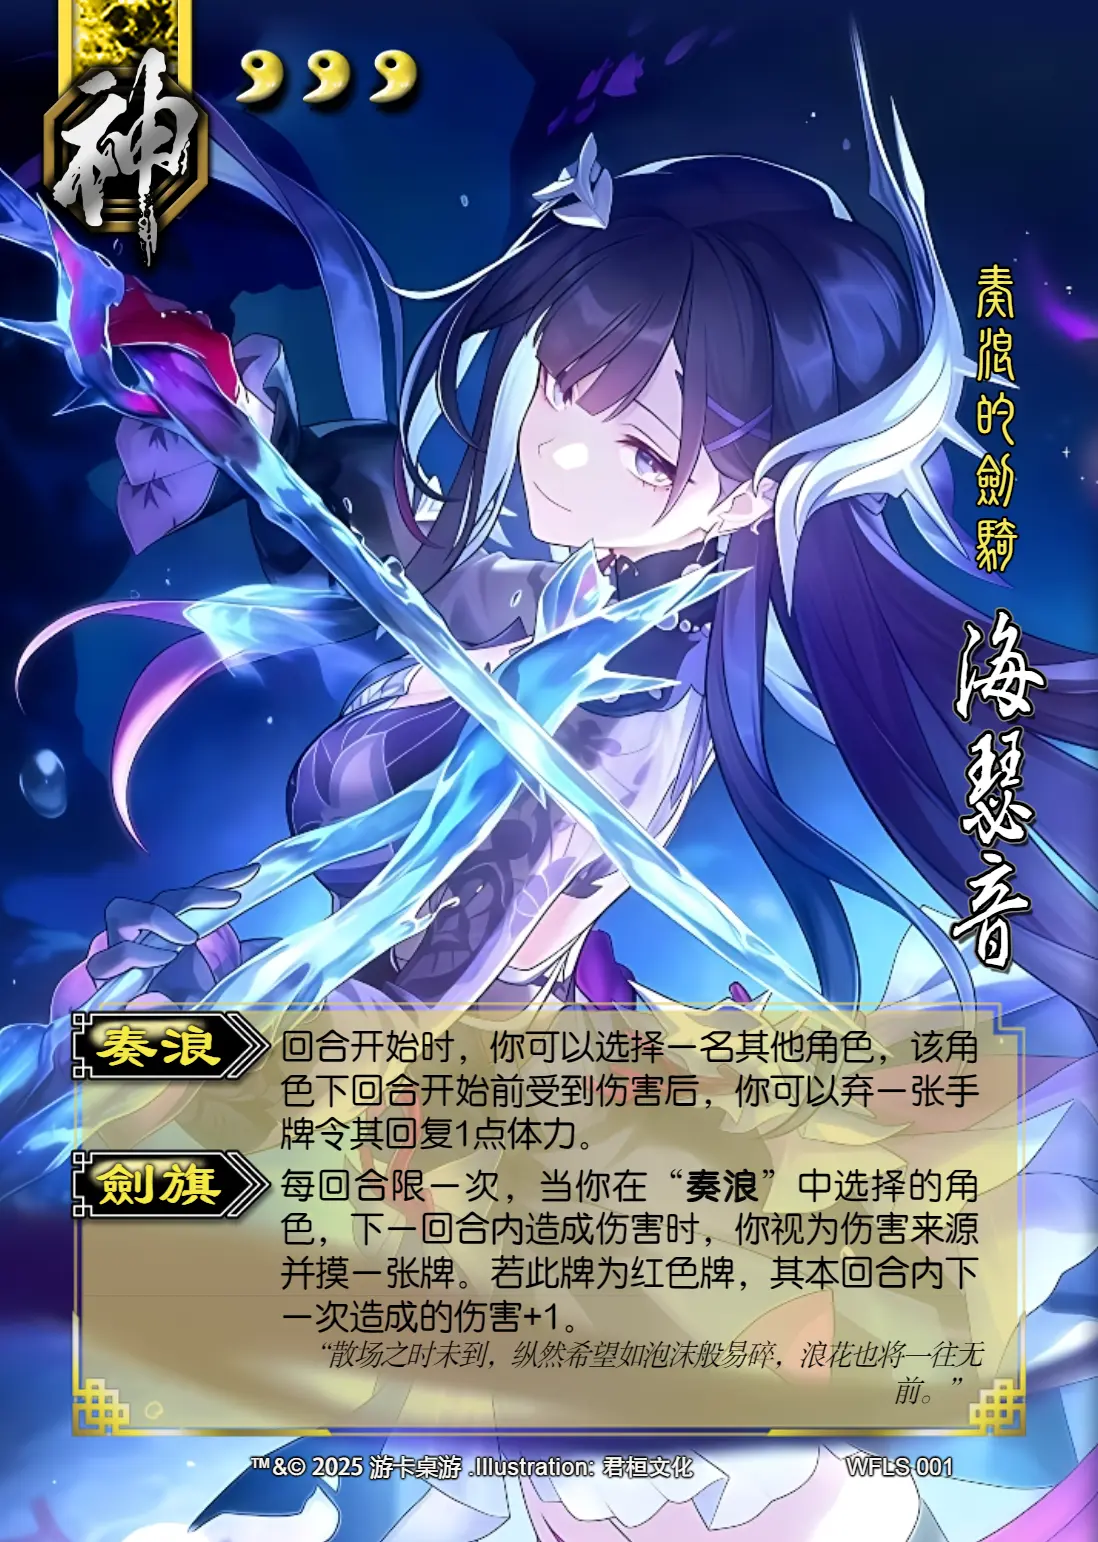 神
奏浪的劍騎
海瑟音
奏浪
回合开始时，你可以选择一名其他角色，该角
色下回合开始前受到伤害后，你可以弃一张手
牌令其回复1点体力。
劍旗
每回合限一次，当你在“奏浪”中选择的角
色，下一回合内造成伤害时，你视为伤害来源
并摸一张牌。若此牌为红色牌，其本回合内下
一次造成的伤害+1。
“散场之时未到，纵然希望如泡沫般易碎，浪花也将一往无
前。”
™&© 2025 游卡桌游 .Illustration: 君桓文化
WFLS 001